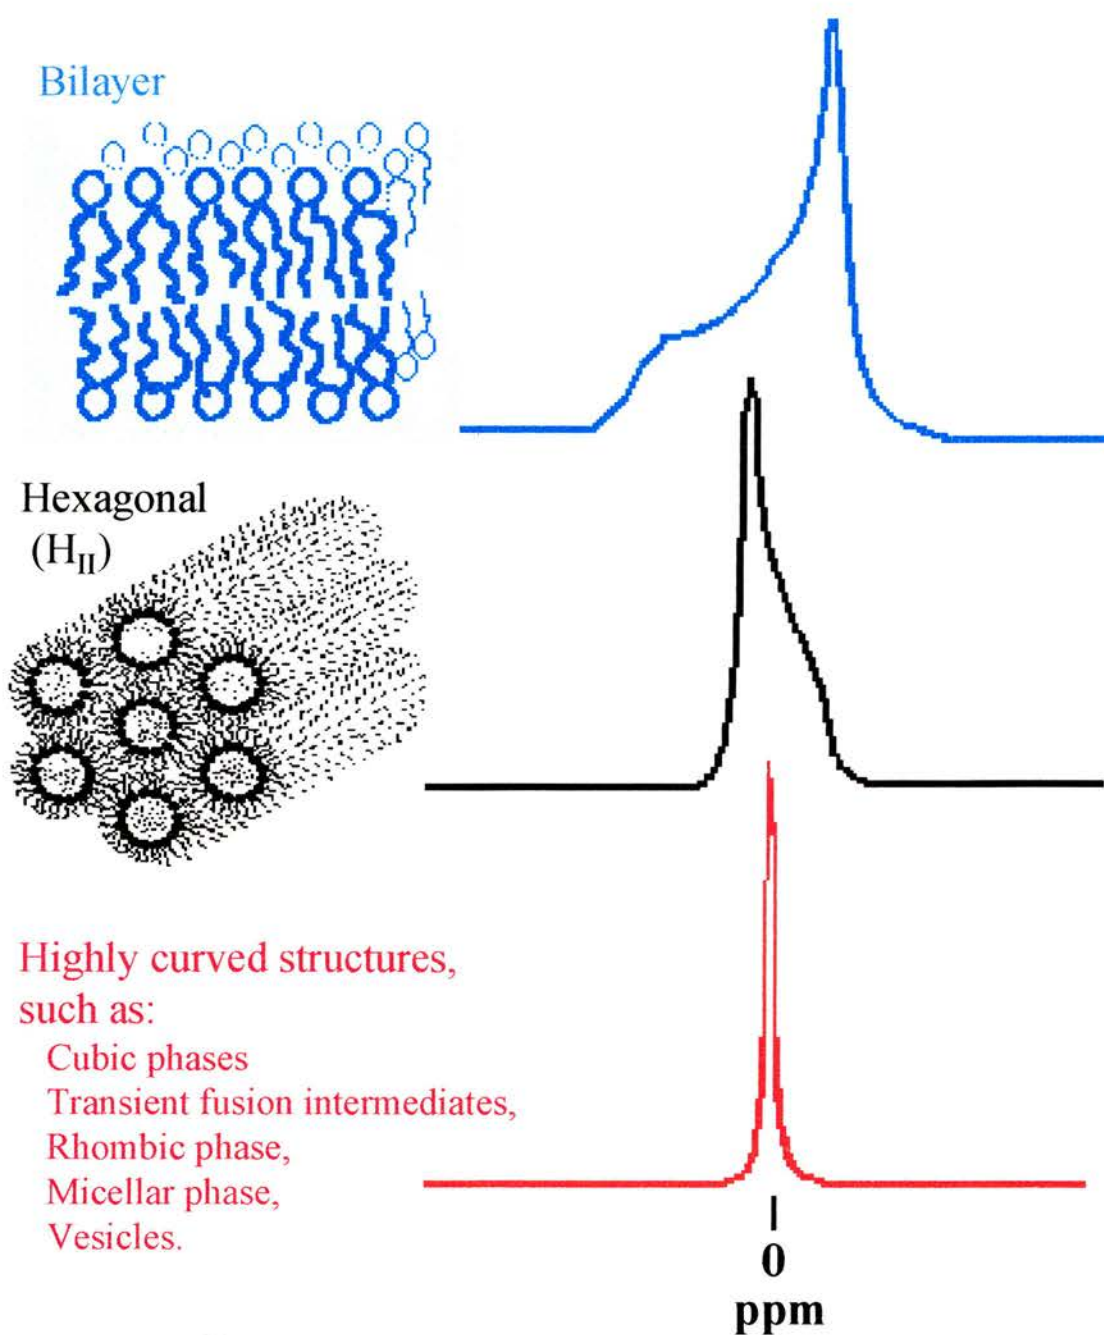 Bilayer
Hexagonal
(H_II)
Highly curved structures,
such as:
Cubic phases
Transient fusion intermediates,
Rhombic phase,
Micellar phase,
Vesicles.
0
ppm